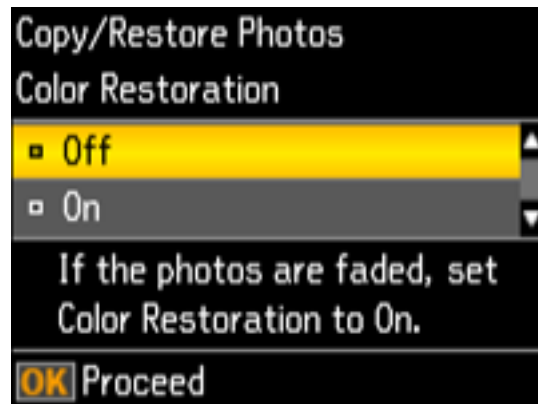 Copy/Restore Photos
Color Restoration
Off
On
If the photos are faded, set
Color Restoration to On.
OK Proceed